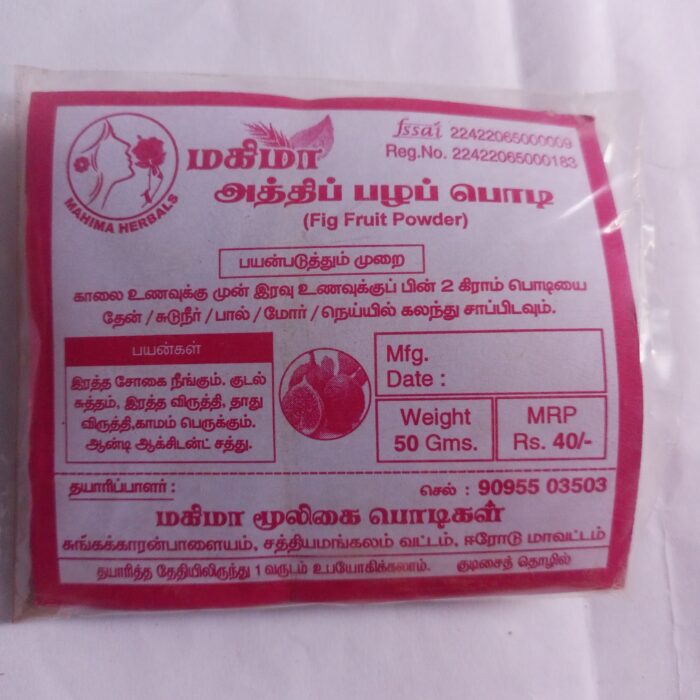 fssai 22422065000009
Reg.No. 22422065000183
MAHIMA HERBALS
மகிமா
அத்திப் பழப் பொடி
(Fig Fruit Powder)
பயன்படுத்தும் முறை
காலை உணவுக்கு முன் இரவு உணவுக்குப் பின் 2 கிராம் பொடியை
தேன் / சுடுநீர் / பால் / மோர் / நெய்யில் கலந்து சாப்பிடவும்.
பயன்கள்
இரத்த சோகை நீங்கும். குடல்
சுத்தம், இரத்த விருத்தி, தாது
விருத்தி,காமம் பெருக்கும்.
ஆன்டி ஆக்சிடன்ட் சத்து.
Mfg.
Date :
Weight
50 Gms.
MRP
Rs. 40/-
தயாரிப்பாளர் :
செல் : 90955 03503
மகிமா மூலிகை பொடிகள்
சுங்கக்காரன்பாளையம், சத்தியமங்கலம் வட்டம், ஈரோடு மாவட்டம்
தயாரித்த தேதியிலிருந்து 1 வருடம் உபயோகிக்கலாம். குடிசைத் தொழில்